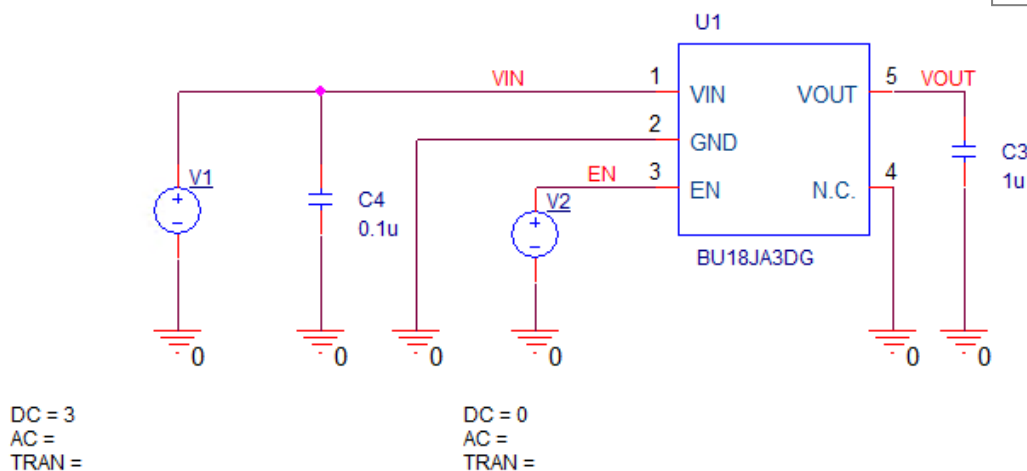 U1
VIN
1
VIN
VOUT
5
VOUT
2
GND
C3
1u
V1
EN
3
EN
N.C.
4
C4
0.1u
V2
BU18JA3DG
0
0
0
0
0
0
DC = 3
AC =
TRAN =
DC = 0
AC =
TRAN =